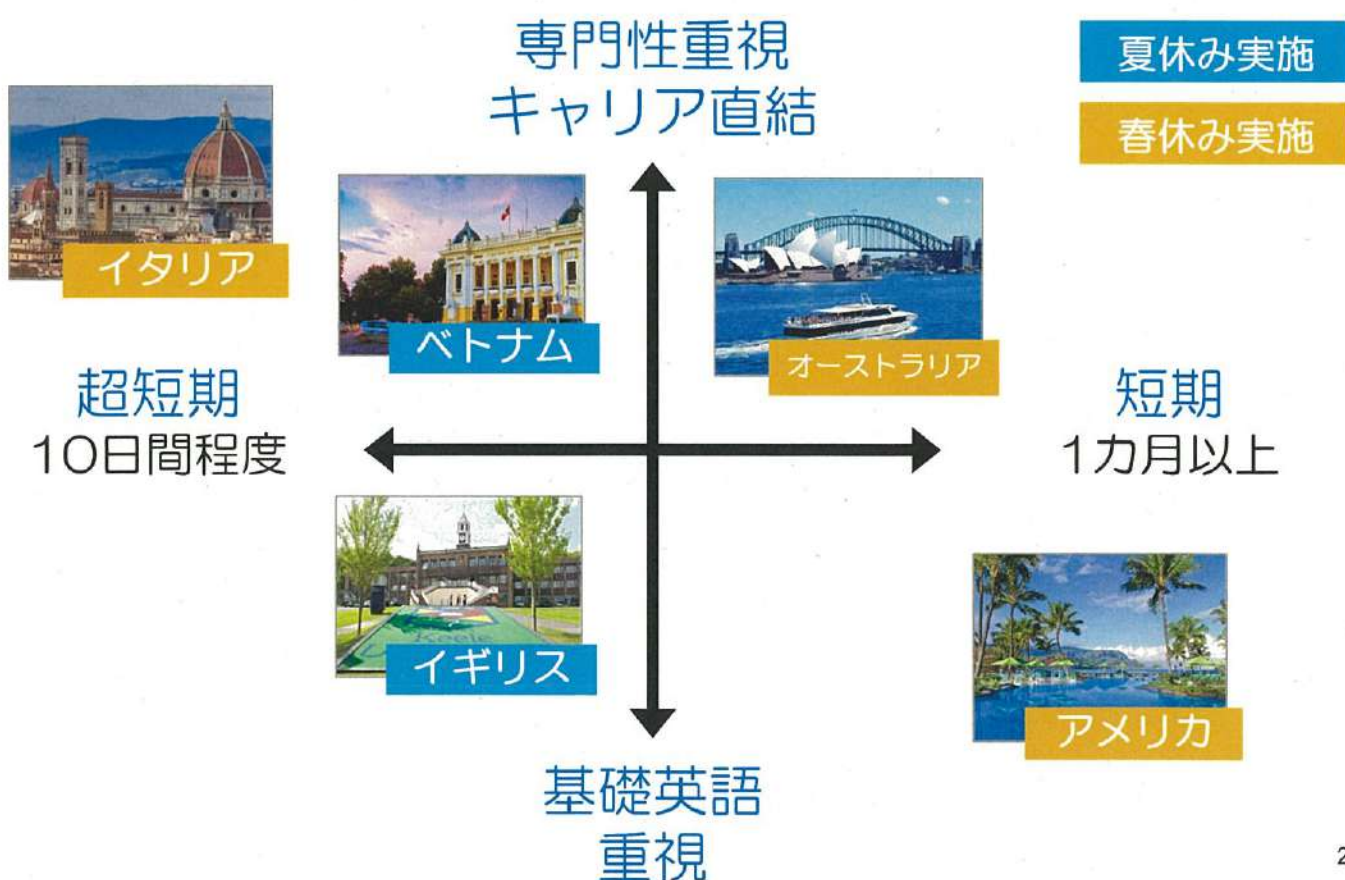 専門性重視
キャリア直結
夏休み実施
春休み実施
イタリア
ベトナム
オーストラリア
超短期
10日間程度
短期
1カ月以上
Keele
イギリス
アメリカ
基礎英語
重視
2